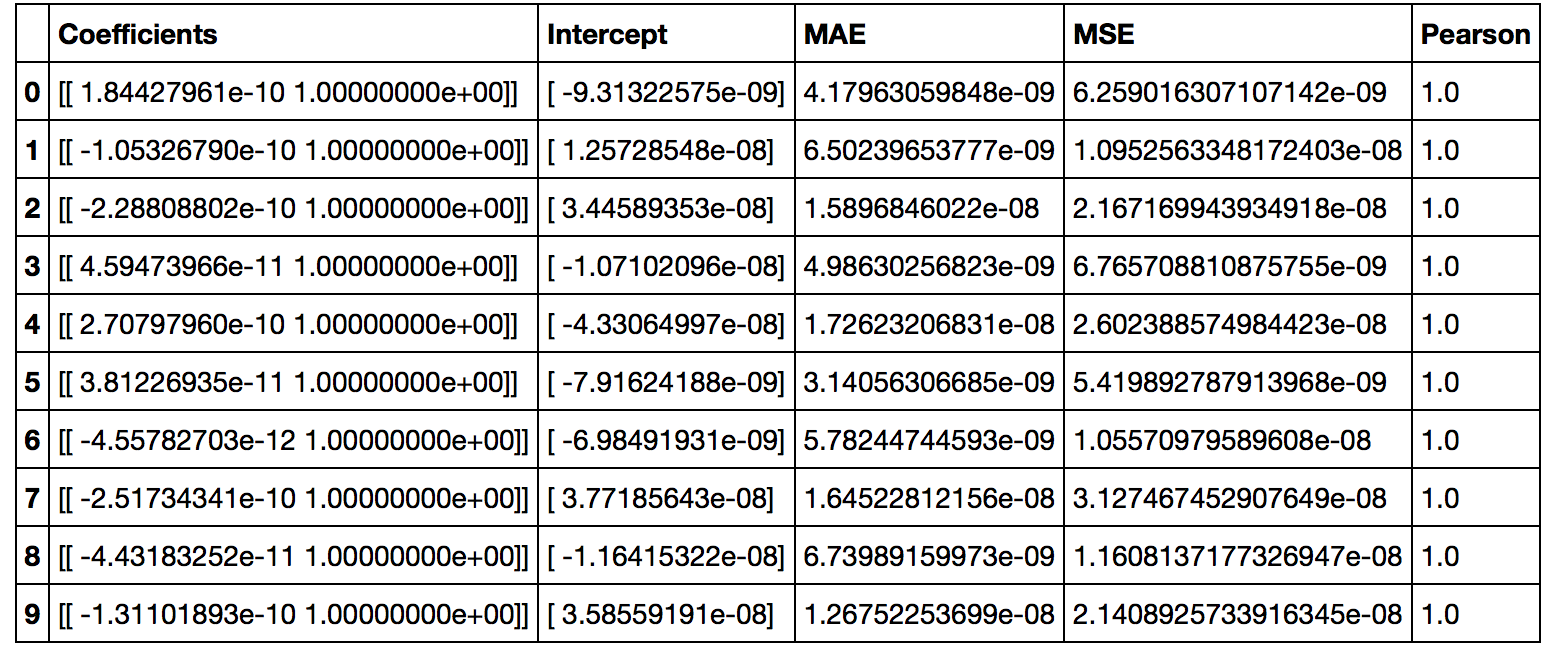 Coefficients Intercept MAE MSE Pearson
0 [[ 1.84427961e-10 1.00000000e+00]] [ -9.31322575e-09] 4.17963059848e-09 6.259016307107142e-09 1.0
1 [[ -1.05326790e-10 1.00000000e+00]] [ 1.25728548e-08] 6.50239653777e-09 1.0952563348172403e-08 1.0
2 [[ -2.28808802e-10 1.00000000e+00]] [ 3.44589353e-08] 1.5896846022e-08 2.167169943934918e-08 1.0
3 [[ 4.59473966e-11 1.00000000e+00]] [ -1.07102096e-08] 4.98630256823e-09 6.765708810875755e-09 1.0
4 [[ 2.70797960e-10 1.00000000e+00]] [ -4.33064997e-08] 1.72623206831e-08 2.602388574984423e-08 1.0
5 [[ 3.81226935e-11 1.00000000e+00]] [ -7.91624188e-09] 3.14056306685e-09 5.419892787913968e-09 1.0
6 [[ -4.55782703e-12 1.00000000e+00]] [ -6.98491931e-09] 5.78244744593e-09 1.05570979589608e-08 1.0
7 [[ -2.51734341e-10 1.00000000e+00]] [ 3.77185643e-08] 1.64522812156e-08 3.127467452907649e-08 1.0
8 [[ -4.43183252e-11 1.00000000e+00]] [ -1.16415322e-08] 6.73989159973e-09 1.1608137177326947e-08 1.0
9 [[ -1.31101893e-10 1.00000000e+00]] [ 3.58559191e-08] 1.26752253699e-08 2.1408925733916345e-08 1.0